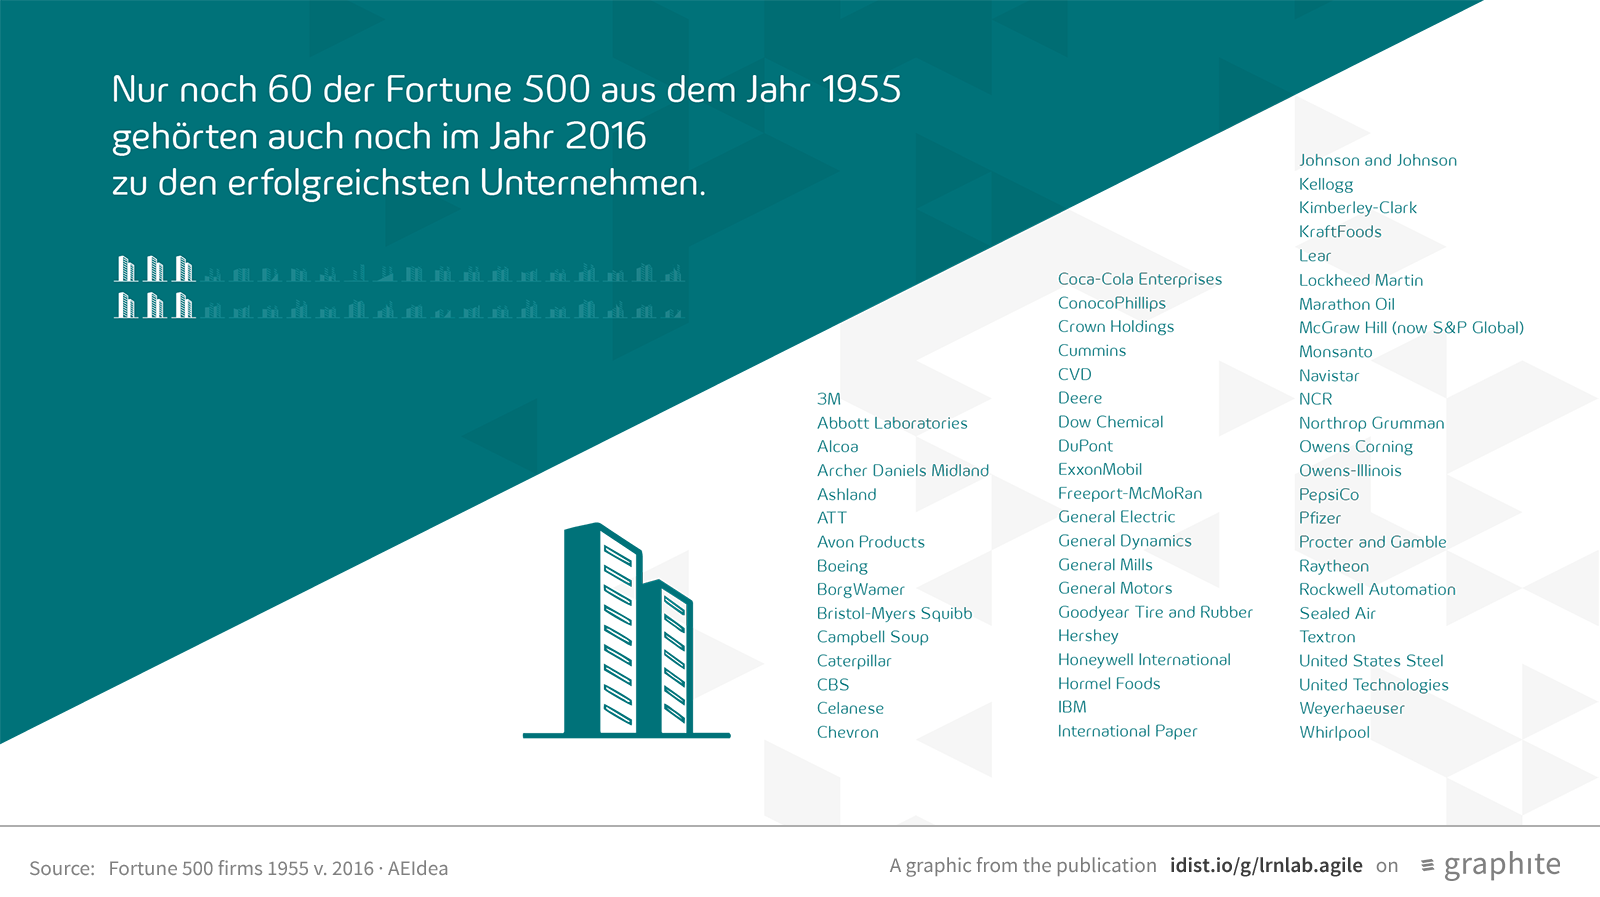 Nur noch 60 der Fortune 500 aus dem Jahr 1955
gehörten auch noch im Jahr 2016
zu den erfolgreichsten Unternehmen.
3M
Abbott Laboratories
Alcoa
Archer Daniels Midland
Ashland
ATT
Avon Products
Boeing
BorgWamer
Bristol-Myers Squibb
Campbell Soup
Caterpillar
CBS
Celanese
Chevron
Coca-Cola Enterprises
ConocoPhillips
Crown Holdings
Cummins
CVD
Deere
Dow Chemical
DuPont
ExxonMobil
Freeport-McMoRan
General Electric
General Dynamics
General Mills
General Motors
Goodyear Tire and Rubber
Hershey
Honeywell International
Hormel Foods
IBM
International Paper
Johnson and Johnson
Kellogg
Kimberley-Clark
KraftFoods
Lear
Lockheed Martin
Marathon Oil
McGraw Hill (now S&P Global)
Monsanto
Navistar
NCR
Northrop Grumman
Owens Corning
Owens-Illinois
PepsiCo
Pfizer
Procter and Gamble
Raytheon
Rockwell Automation
Sealed Air
Textron
United States Steel
United Technologies
Weyerhaeuser
Whirlpool
Source: Fortune 500 firms 1955 v. 2016 · AEIdea
A graphic from the publication idist.io/g/lrnlab.agile on graphite